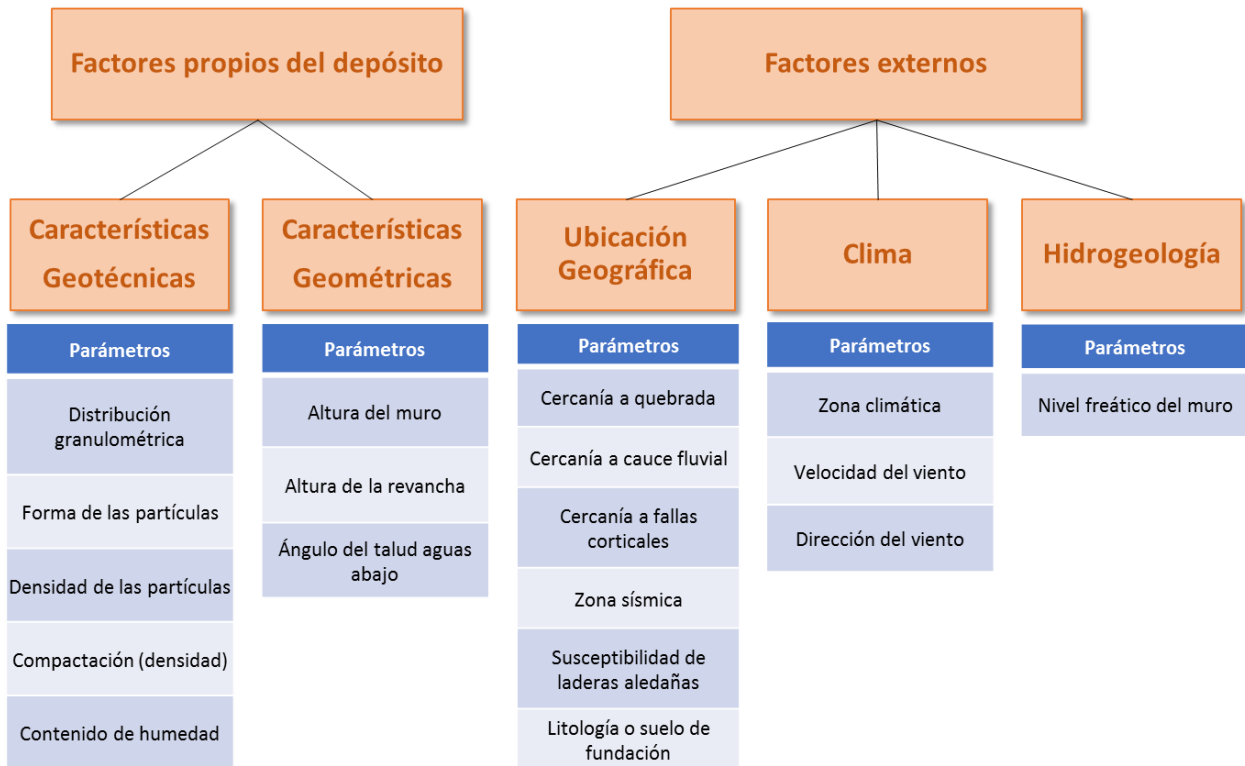 Factores propios del depósito
Factores externos
Características
Geotécnicas
Características
Geométricas
Ubicación
Geográfica
Clima
Hidrogeología
Parámetros
Distribución
granulométrica
Forma de las partículas
Densidad de las partículas
Compactación (densidad)
Contenido de humedad
Parámetros
Altura del muro
Altura de la revancha
Ángulo del talud aguas
abajo
Parámetros
Cercanía a quebrada
Cercanía a cauce fluvial
Cercanía a fallas
corticales
Zona sísmica
Susceptibilidad de
laderas aledañas
Litología o suelo de
fundación
Parámetros
Zona climática
Velocidad del viento
Dirección del viento
Parámetros
Nivel freático del muro